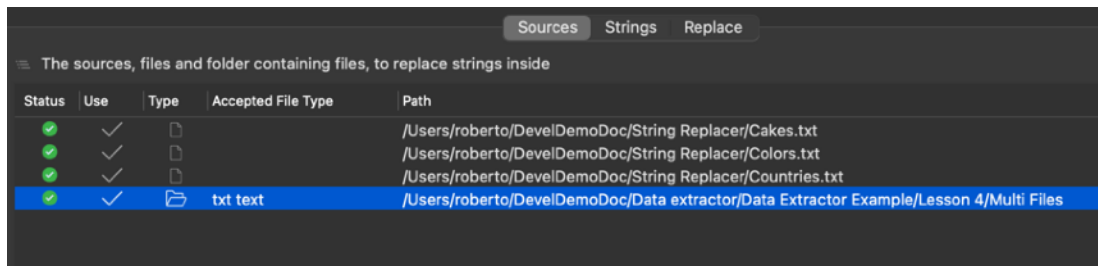 Sources Strings Replace
The sources, files and folder containing files, to replace strings inside
Status Use Type Accepted File Type Path
/Users/roberto/DevelDemoDoc/String Replacer/Cakes.txt
/Users/roberto/DevelDemoDoc/String Replacer/Colors.txt
/Users/roberto/DevelDemoDoc/String Replacer/Countries.txt
txt text /Users/roberto/DevelDemoDoc/Data extractor/Data Extractor Example/Lesson 4/Multi Files